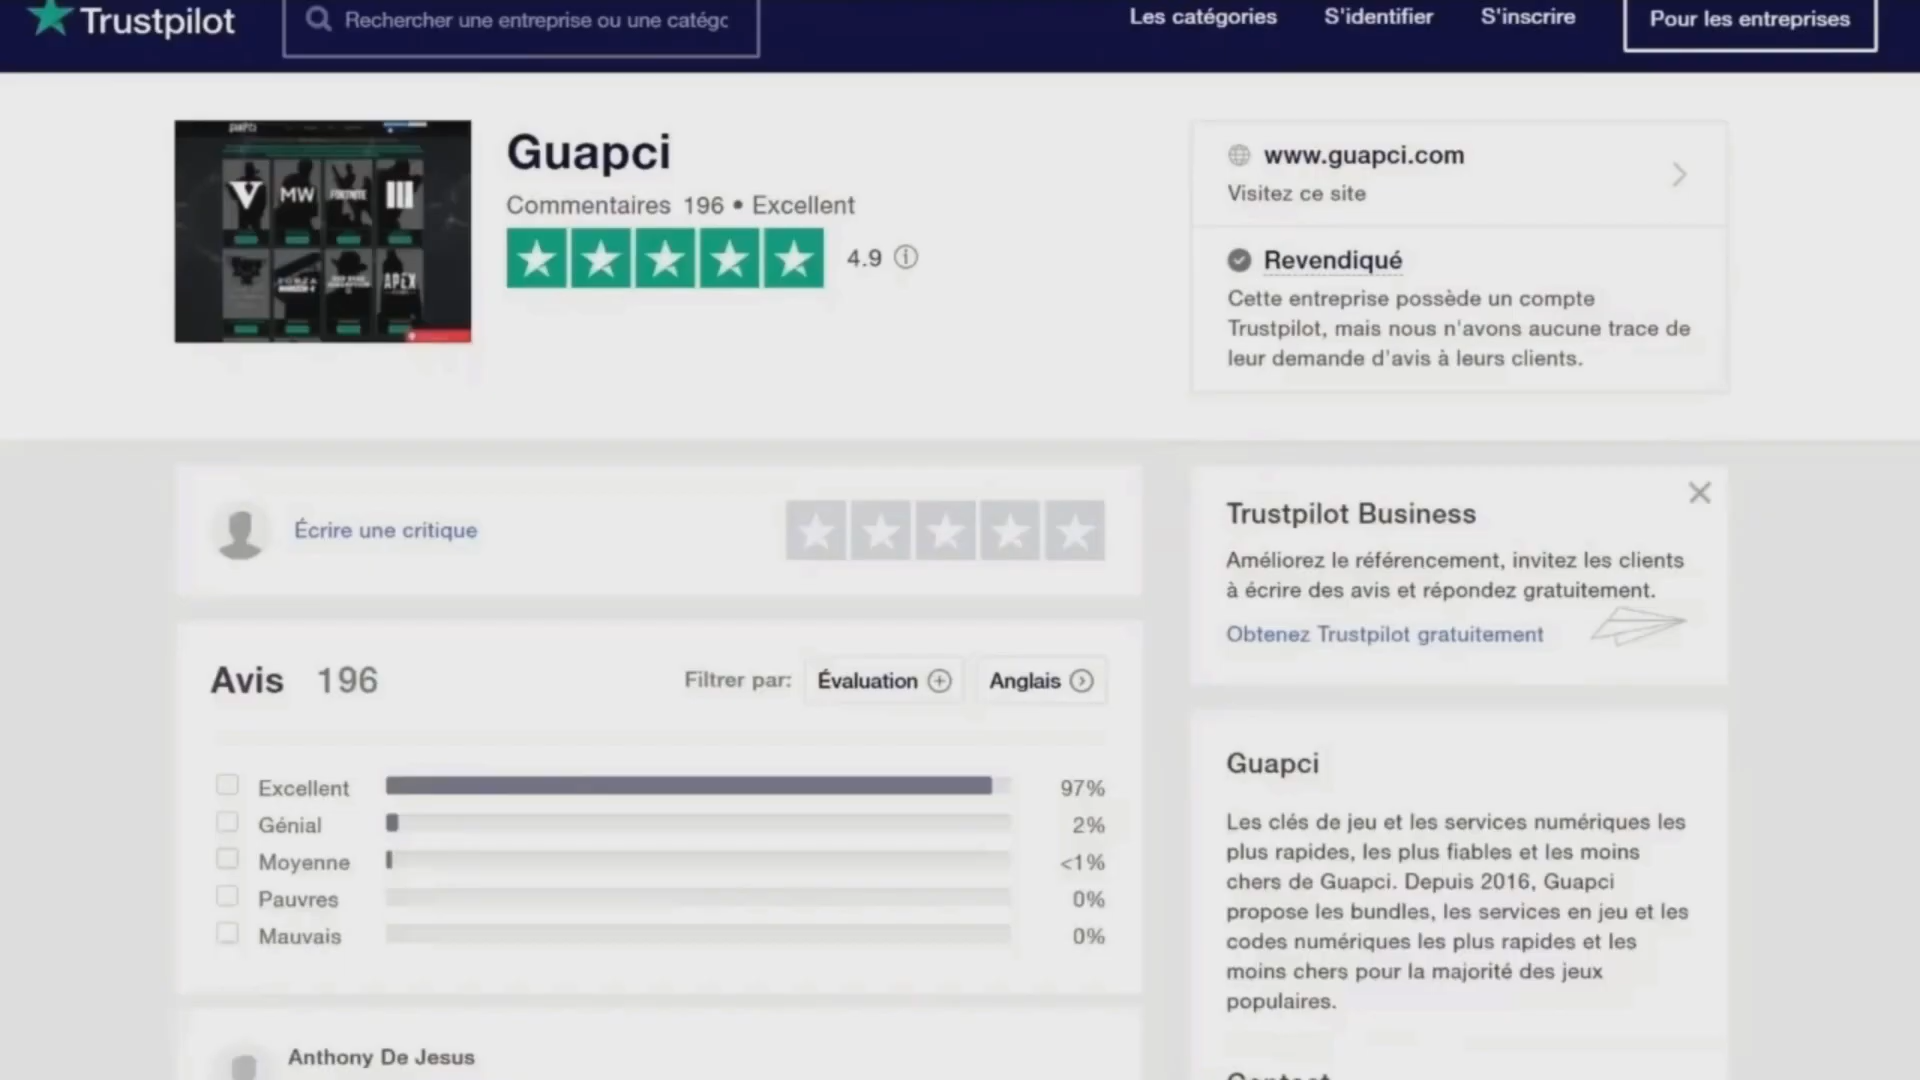 Trustpilot
Rechercher une entreprise ou une catégc
Les catégories
S'identifier
S'inscrire
Pour les entreprises
V
MW
FORTNITE
III
APEX
Guapci
Commentaires 196 • Excellent
4.9
www.guapci.com
Visitez ce site
Revendiqué
Cette entreprise possède un compte
Trustpilot, mais nous n'avons aucune trace de
leur demande d'avis à leurs clients.
Écrire une critique
Trustpilot Business
Améliorez le référencement, invitez les clients
à écrire des avis et répondez gratuitement.
Obtenez Trustpilot gratuitement
Avis 196
Filtrer par:
Évaluation
Anglais
Excellent 97%
Génial 2%
Moyenne <1%
Pauvres 0%
Mauvais 0%
Guapci
Les clés de jeu et les services numériques les
plus rapides, les plus fiables et les moins
chers de Guapci. Depuis 2016, Guapci
propose les bundles, les services en jeu et les
codes numériques les plus rapides et les
moins chers pour la majorité des jeux
populaires.
Anthony De Jesus
Contact